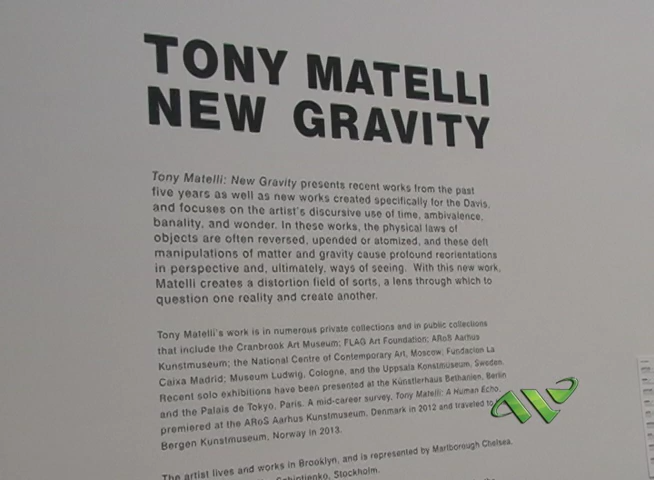 TONY MATELLI
NEW GRAVITY
Tony Matelli: New Gravity presents recent works from the past
five years as well as new works created specifically for the Davis,
and focuses on the artist's discursive use of time, ambivalence,
banality, and wonder. In these works, the physical laws of
objects are often reversed, upended or atomized, and these deft
manipulations of matter and gravity cause profound reorientations
in perspective and, ultimately, ways of seeing. With this new work,
Matelli creates a distortion field of sorts, a lens through which to
question one reality and create another.
Tony Matelli's work is in numerous private collections and in public collections
that include the Cranbrook Art Museum; FLAG Art Foundation; ARoS Aarhus
Kunstmuseum; the National Centre of Contemporary Art, Moscow; Fundacion La
Caixa Madrid; Museum Ludwig, Cologne, and the Uppsala Konstmuseum, Sweden.
Recent solo exhibitions have been presented at the Künstlerhaus Bethanien, Berlin
and the Palais de Tokyo, Paris. A mid-career survey, Tony Matelli: A Human Echo,
premiered at the ARoS Aarhus Kunstmuseum, Denmark in 2012 and traveled to
Bergen Kunstmuseum, Norway in 2013.
The artist lives and works in Brooklyn, and is represented by Marlborough Chelsea,
Stockholm.